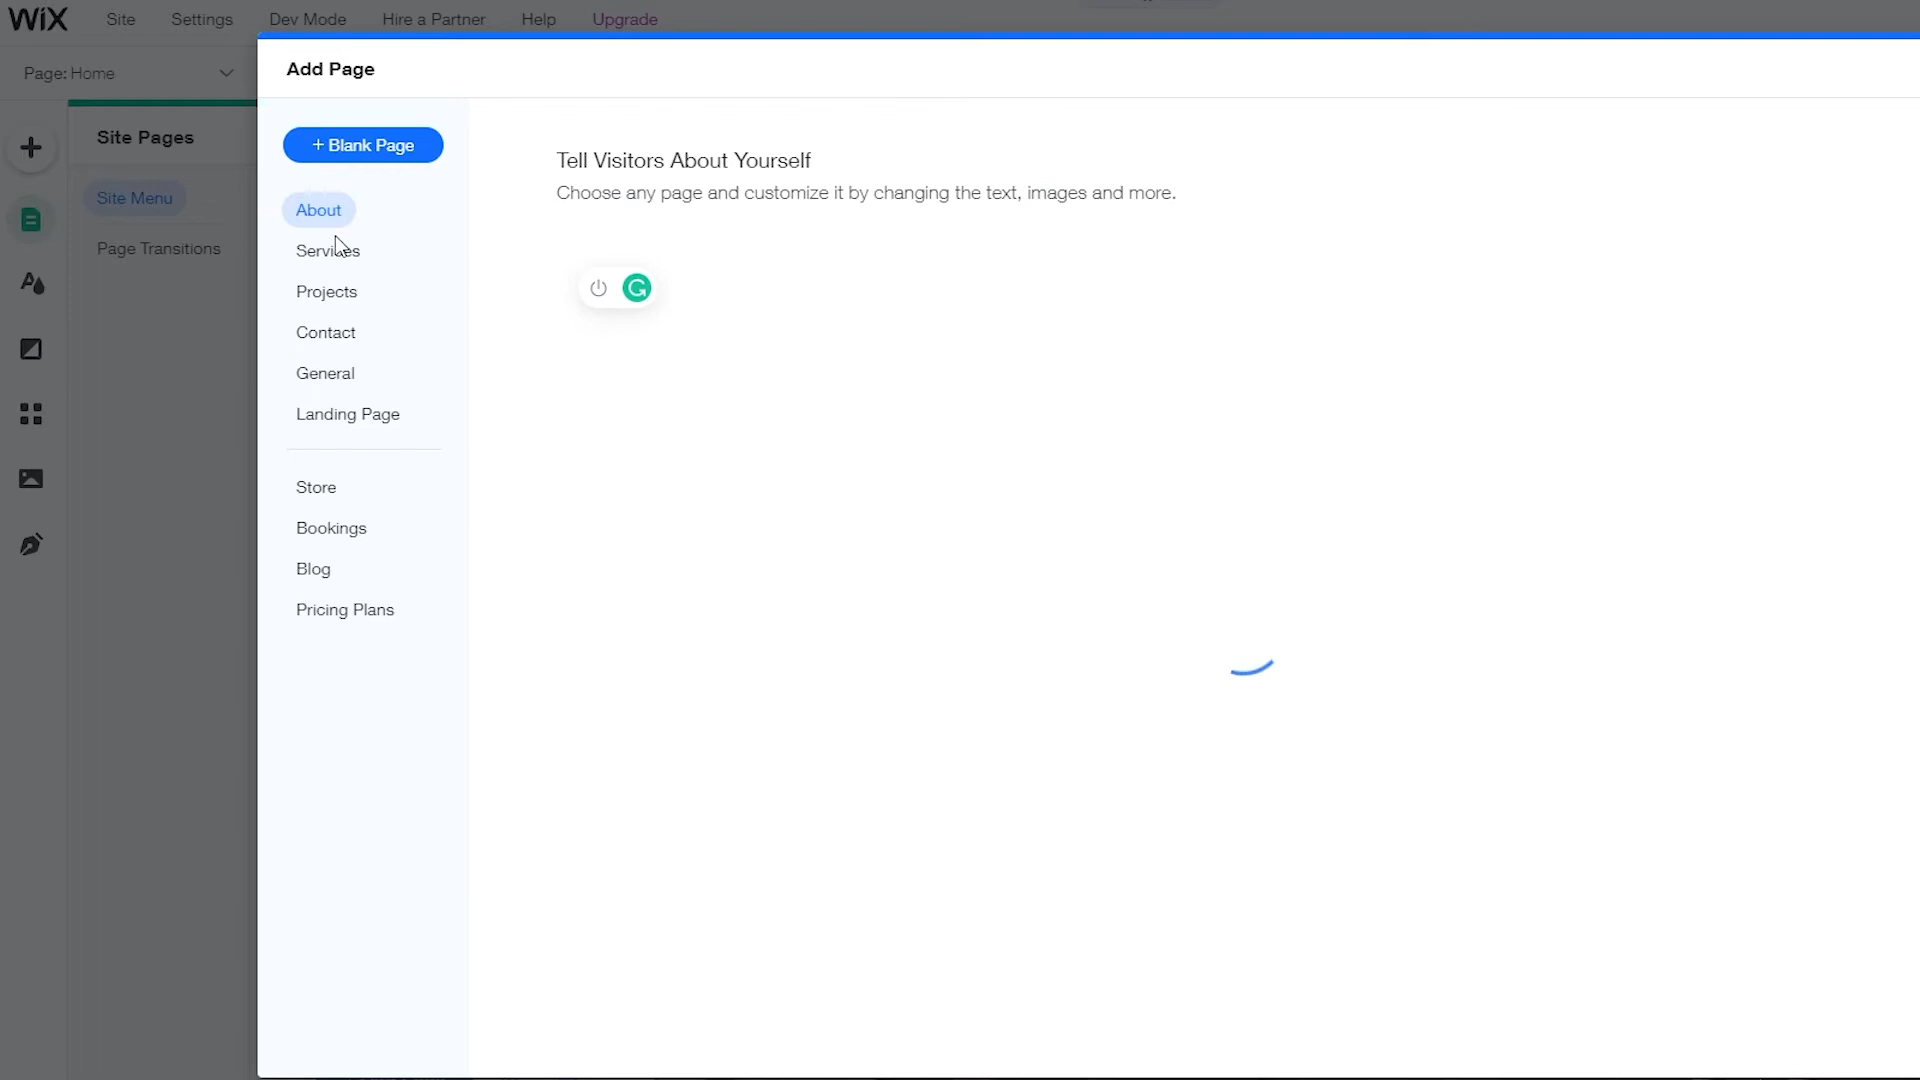 WiX Site Settings Dev Mode Hire a Partner Help Upgrade
Page: Home
Add Page
Site Pages
Site Menu
Page Transitions
+ Blank Page
About
Services
Projects
Contact
General
Landing Page
Store
Bookings
Blog
Pricing Plans
Tell Visitors About Yourself
Choose any page and customize it by changing the text, images and more.